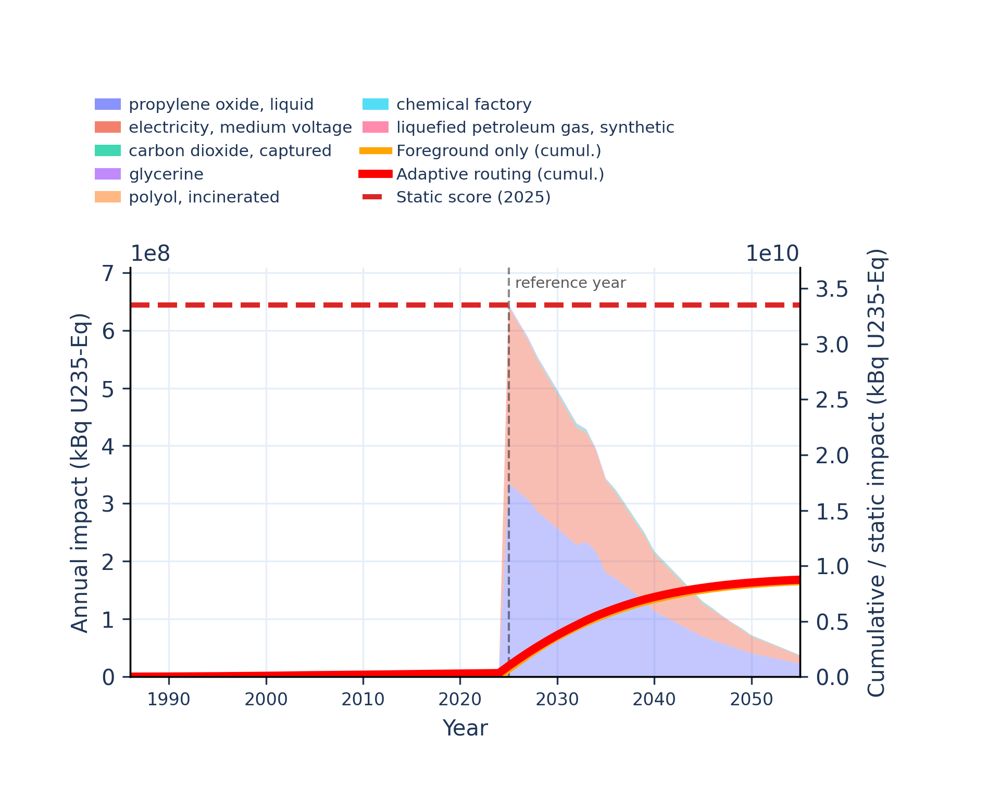 propylene oxide, liquid
electricity, medium voltage
carbon dioxide, captured
glycerine
polyol, incinerated
chemical factory
liquefied petroleum gas, synthetic
Foreground only (cumul.)
Adaptive routing (cumul.)
Static score (2025)
1e8
1e10
reference year
7
6
5
4
3
2
1
0
Annual impact (kBq U235-Eq)
3.5
3.0
2.5
2.0
1.5
1.0
0.5
0.0
Cumulative / static impact (kBq U235-Eq)
1990 2000 2010 2020 2030 2040 2050
Year